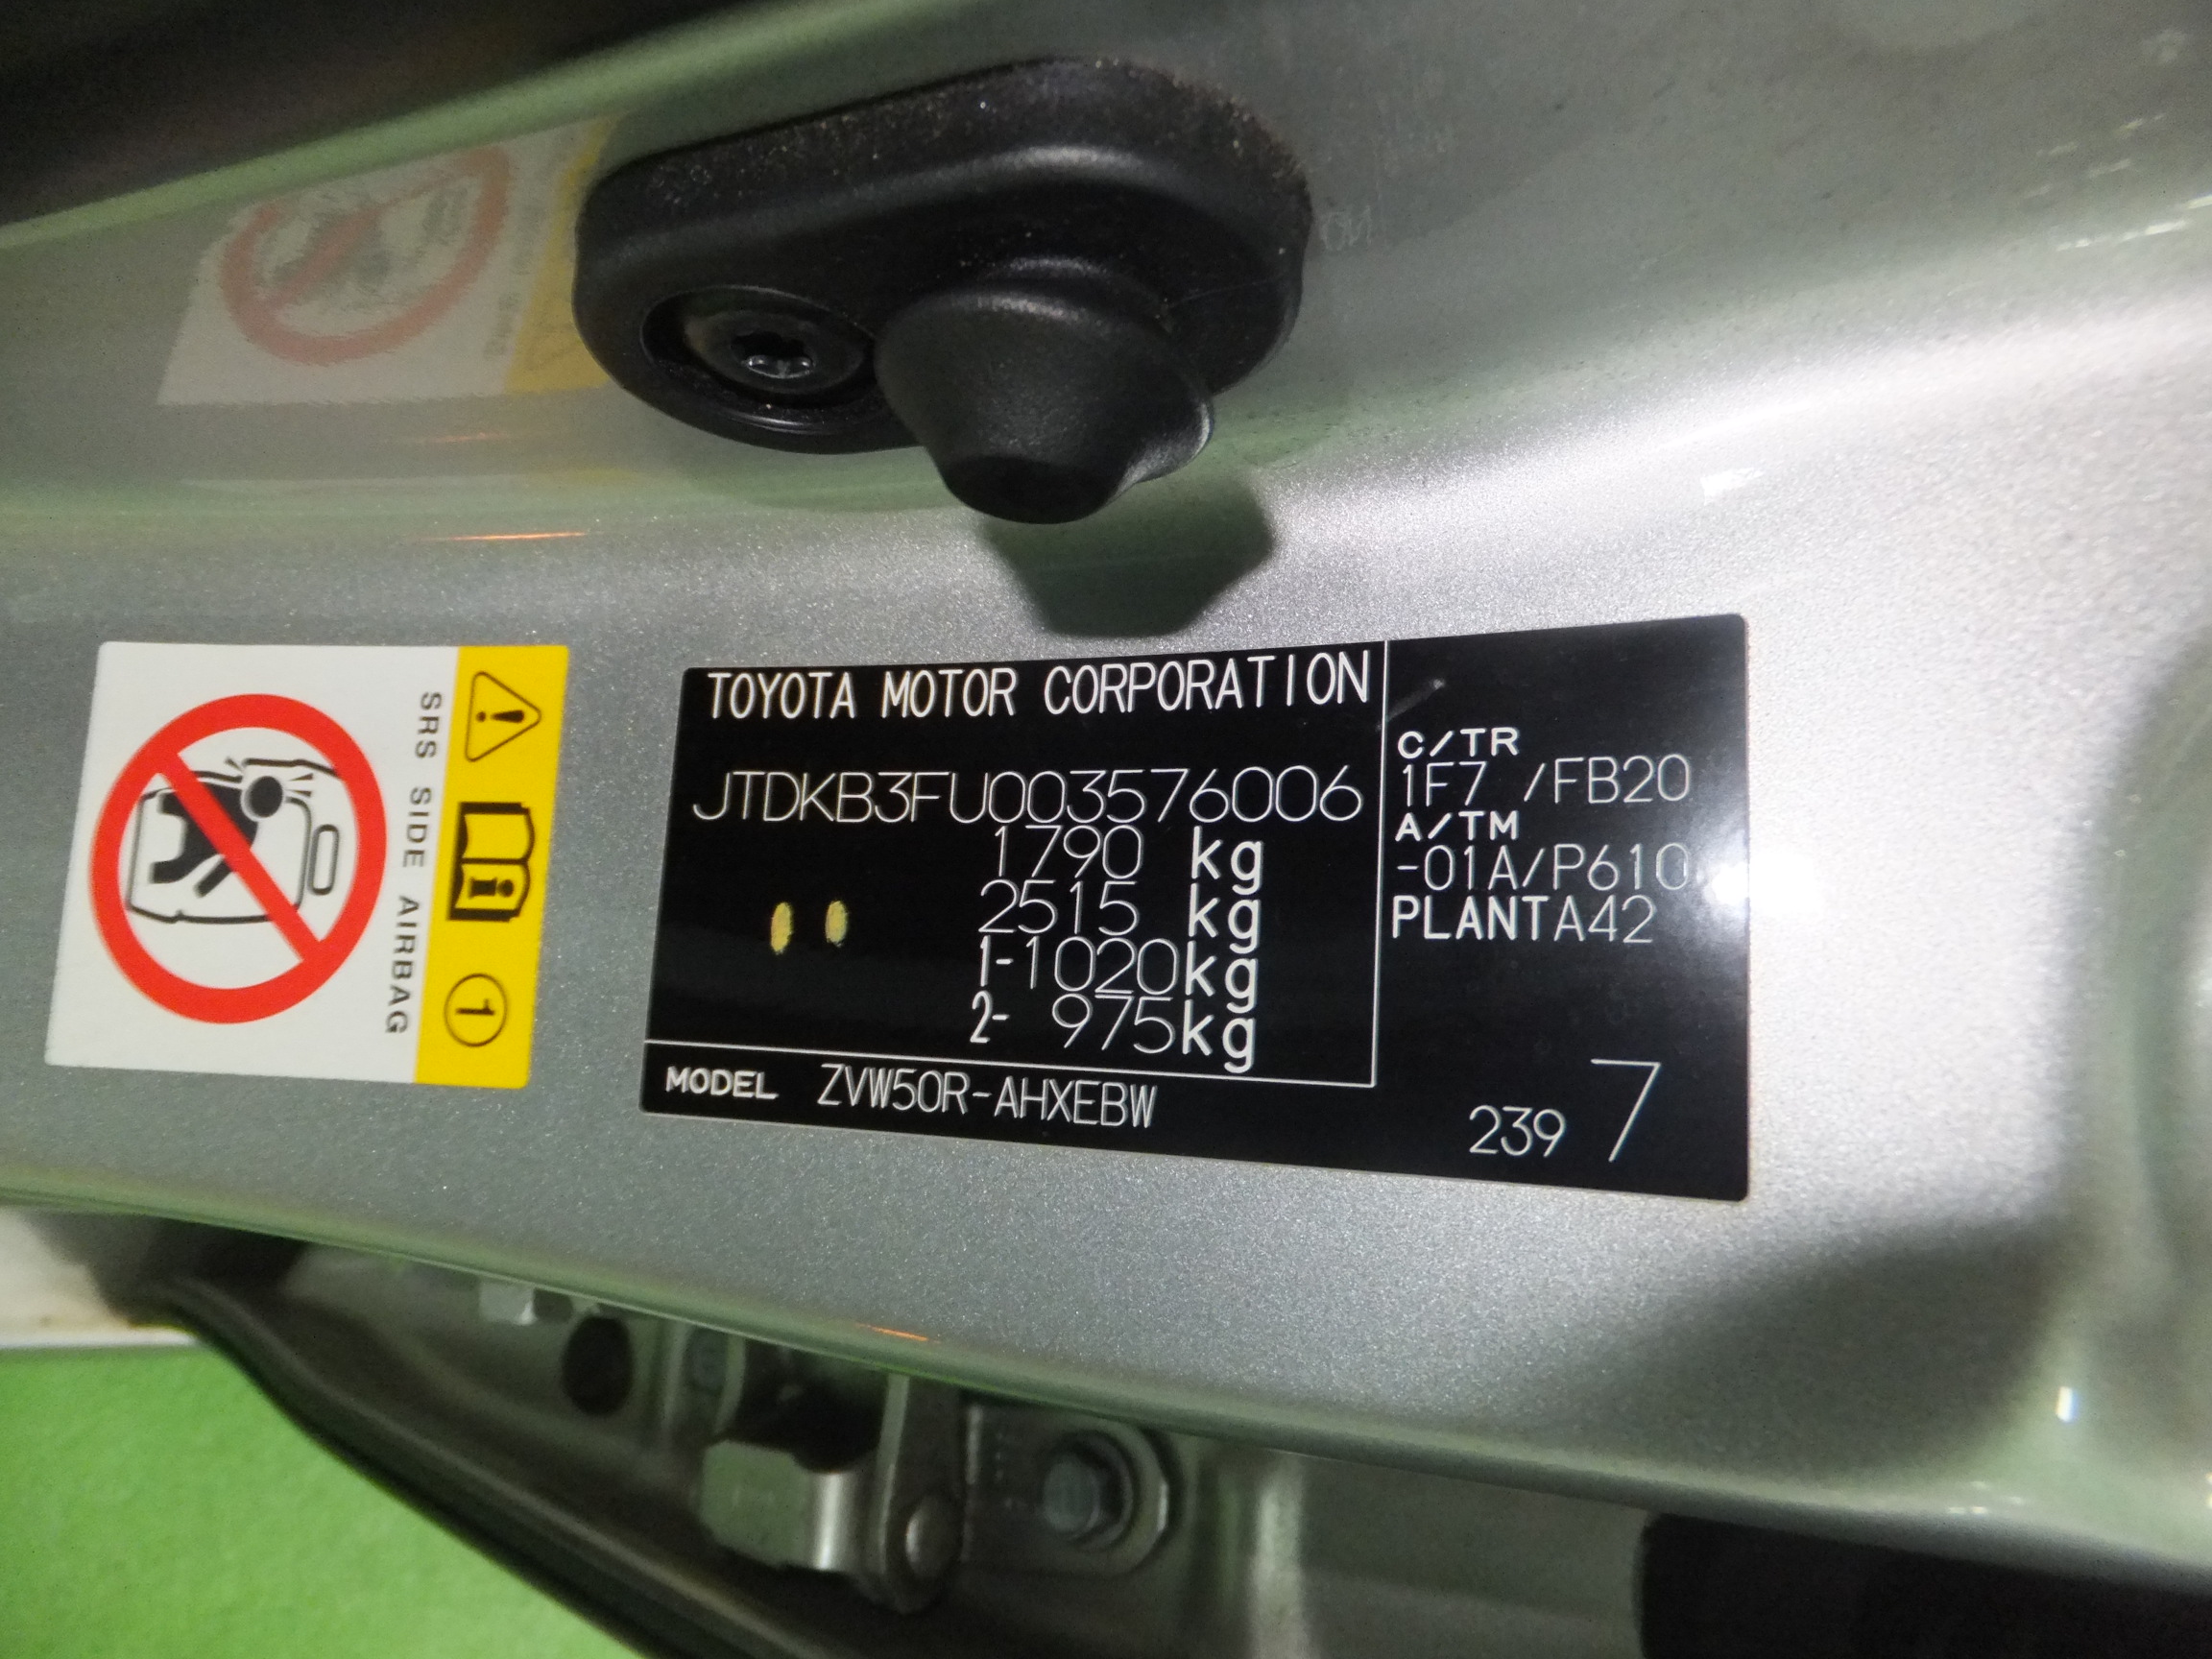 TOYOTA MOTOR CORPORATION
JTDKB3FU003576006
1790 kg
2515 kg
1-1020kg
2- 975kg
MODEL ZVW50R-AHXEBW
C/TR
1F7 /FB20
A/TM
-01A/P610
PLANTA42
239 7
SRS SIDE AIRBAG
1